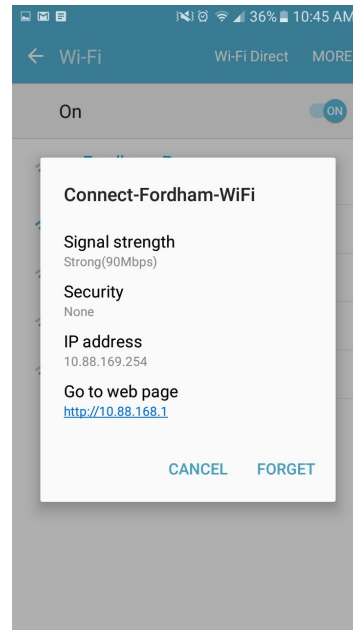 36% 10:45 AM
Wi-Fi Wi-Fi Direct MORE
On ON
Connect-Fordham-WiFi
Signal strength
Strong(90Mbps)
Security
None
IP address
10.88.169.254
Go to web page
http://10.88.168.1
CANCEL FORGET